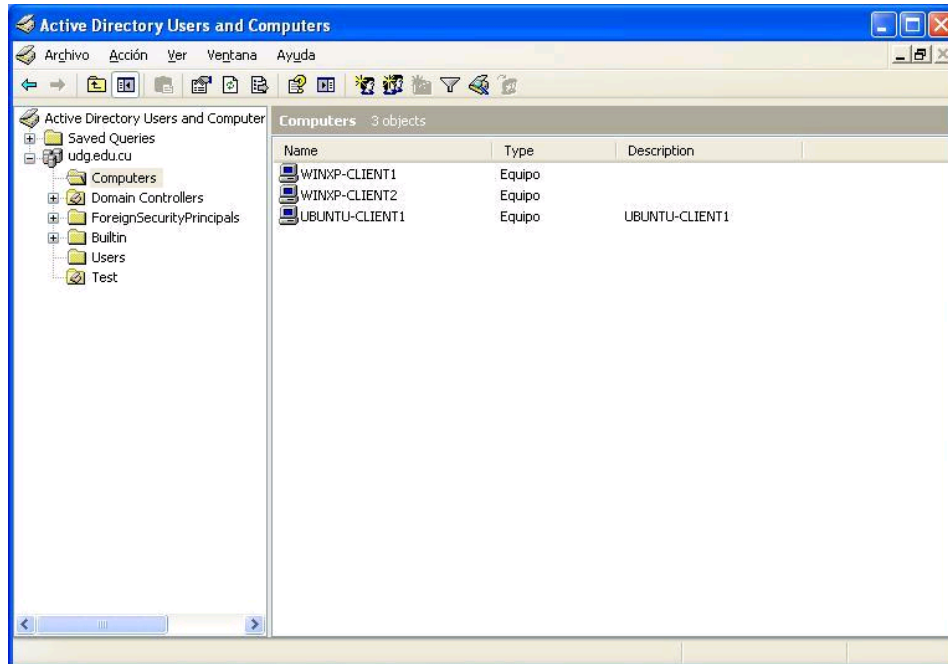 Active Directory Users and Computers
Archivo Acción Ver Ventana Ayuda
Active Directory Users and Computer
Saved Queries
udg.edu.cu
Computers
Domain Controllers
ForeignSecurityPrincipals
Builtin
Users
Test
Computers 3 objects
Name Type Description
WINXP-CLIENT1 Equipo
WINXP-CLIENT2 Equipo
UBUNTU-CLIENT1 Equipo UBUNTU-CLIENT1